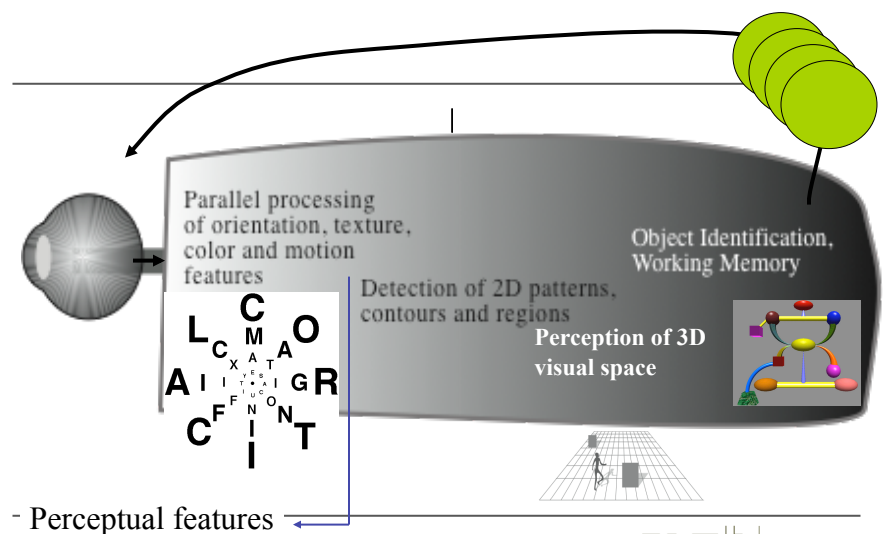 Parallel processing
of orientation, texture,
color and motion
features
Detection of 2D patterns,
contours and regions
Object Identification,
Working Memory
Perception of 3D
visual space
C O R T I C A L
M A G N I F I C
A T I O N F I X
Perceptual features